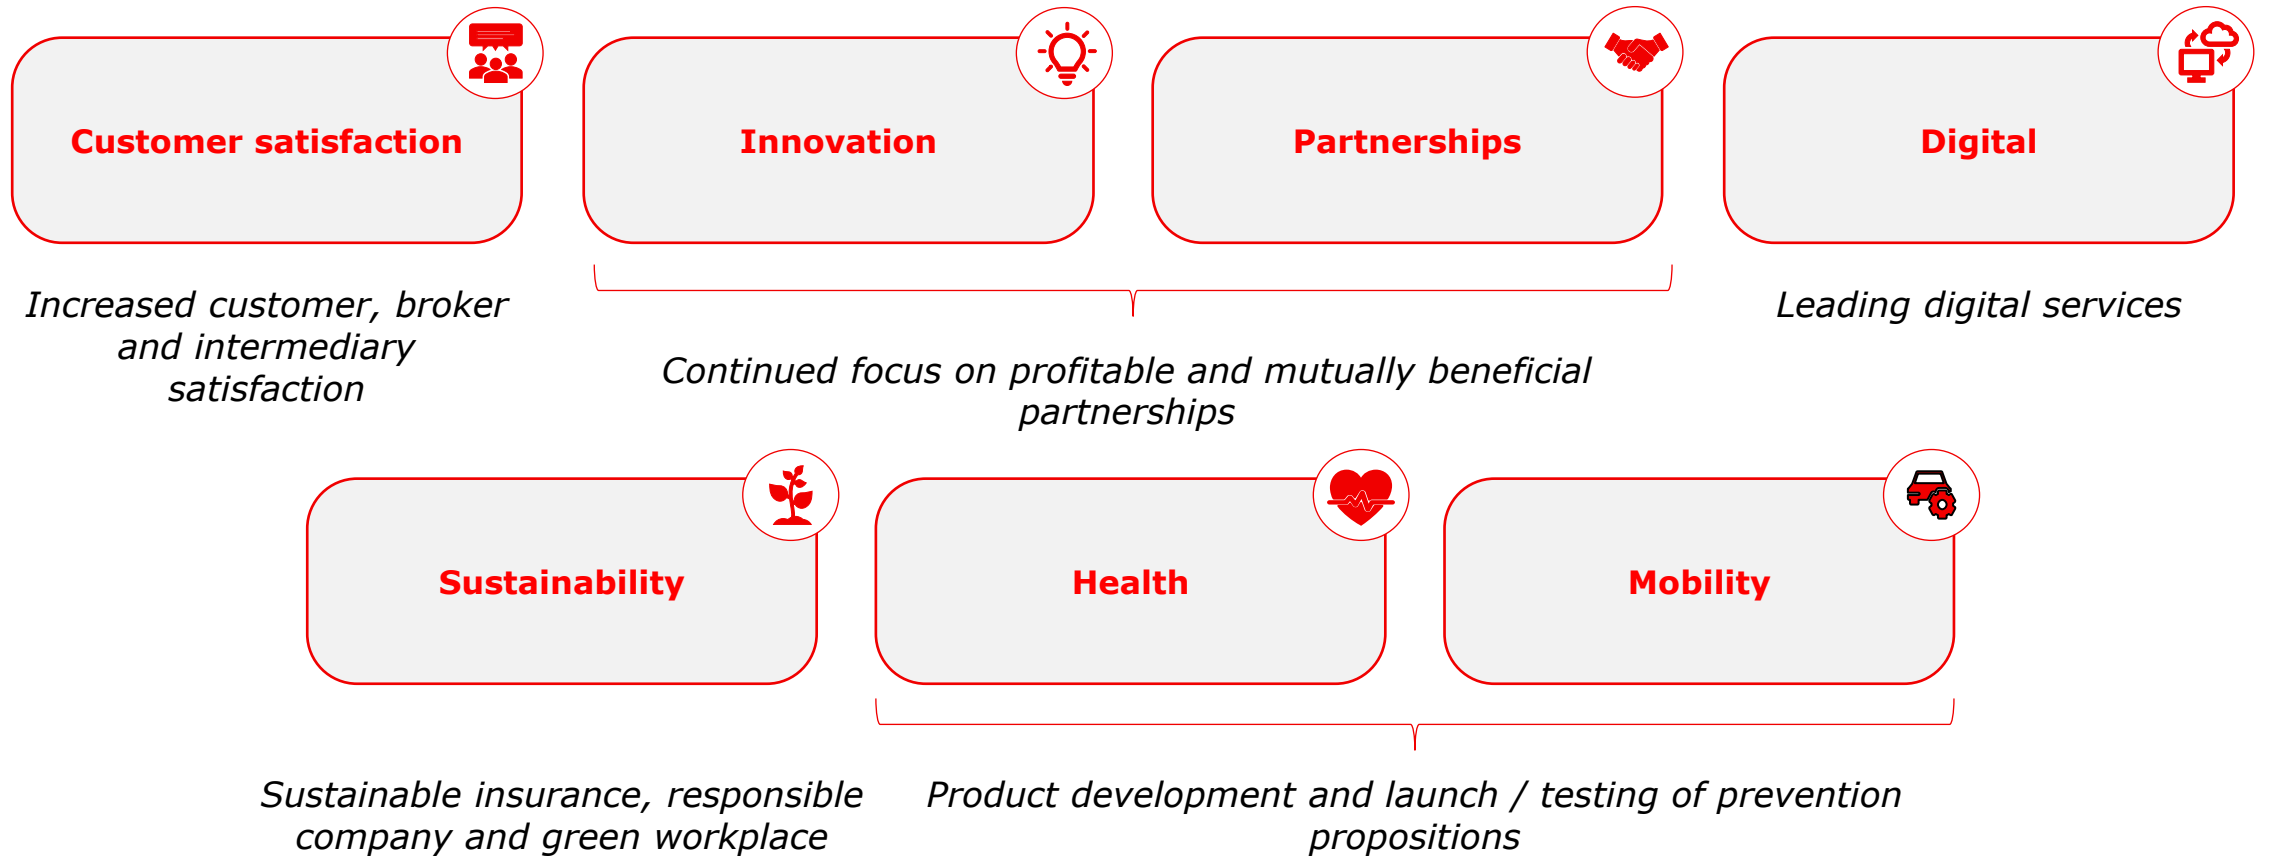 Customer satisfaction
Innovation
Partnerships
Digital
Increased customer, broker
and intermediary
satisfaction
Continued focus on profitable and mutually beneficial
partnerships
Leading digital services
Sustainability
Health
Mobility
Sustainable insurance, responsible
company and green workplace
Product development and launch / testing of prevention
propositions